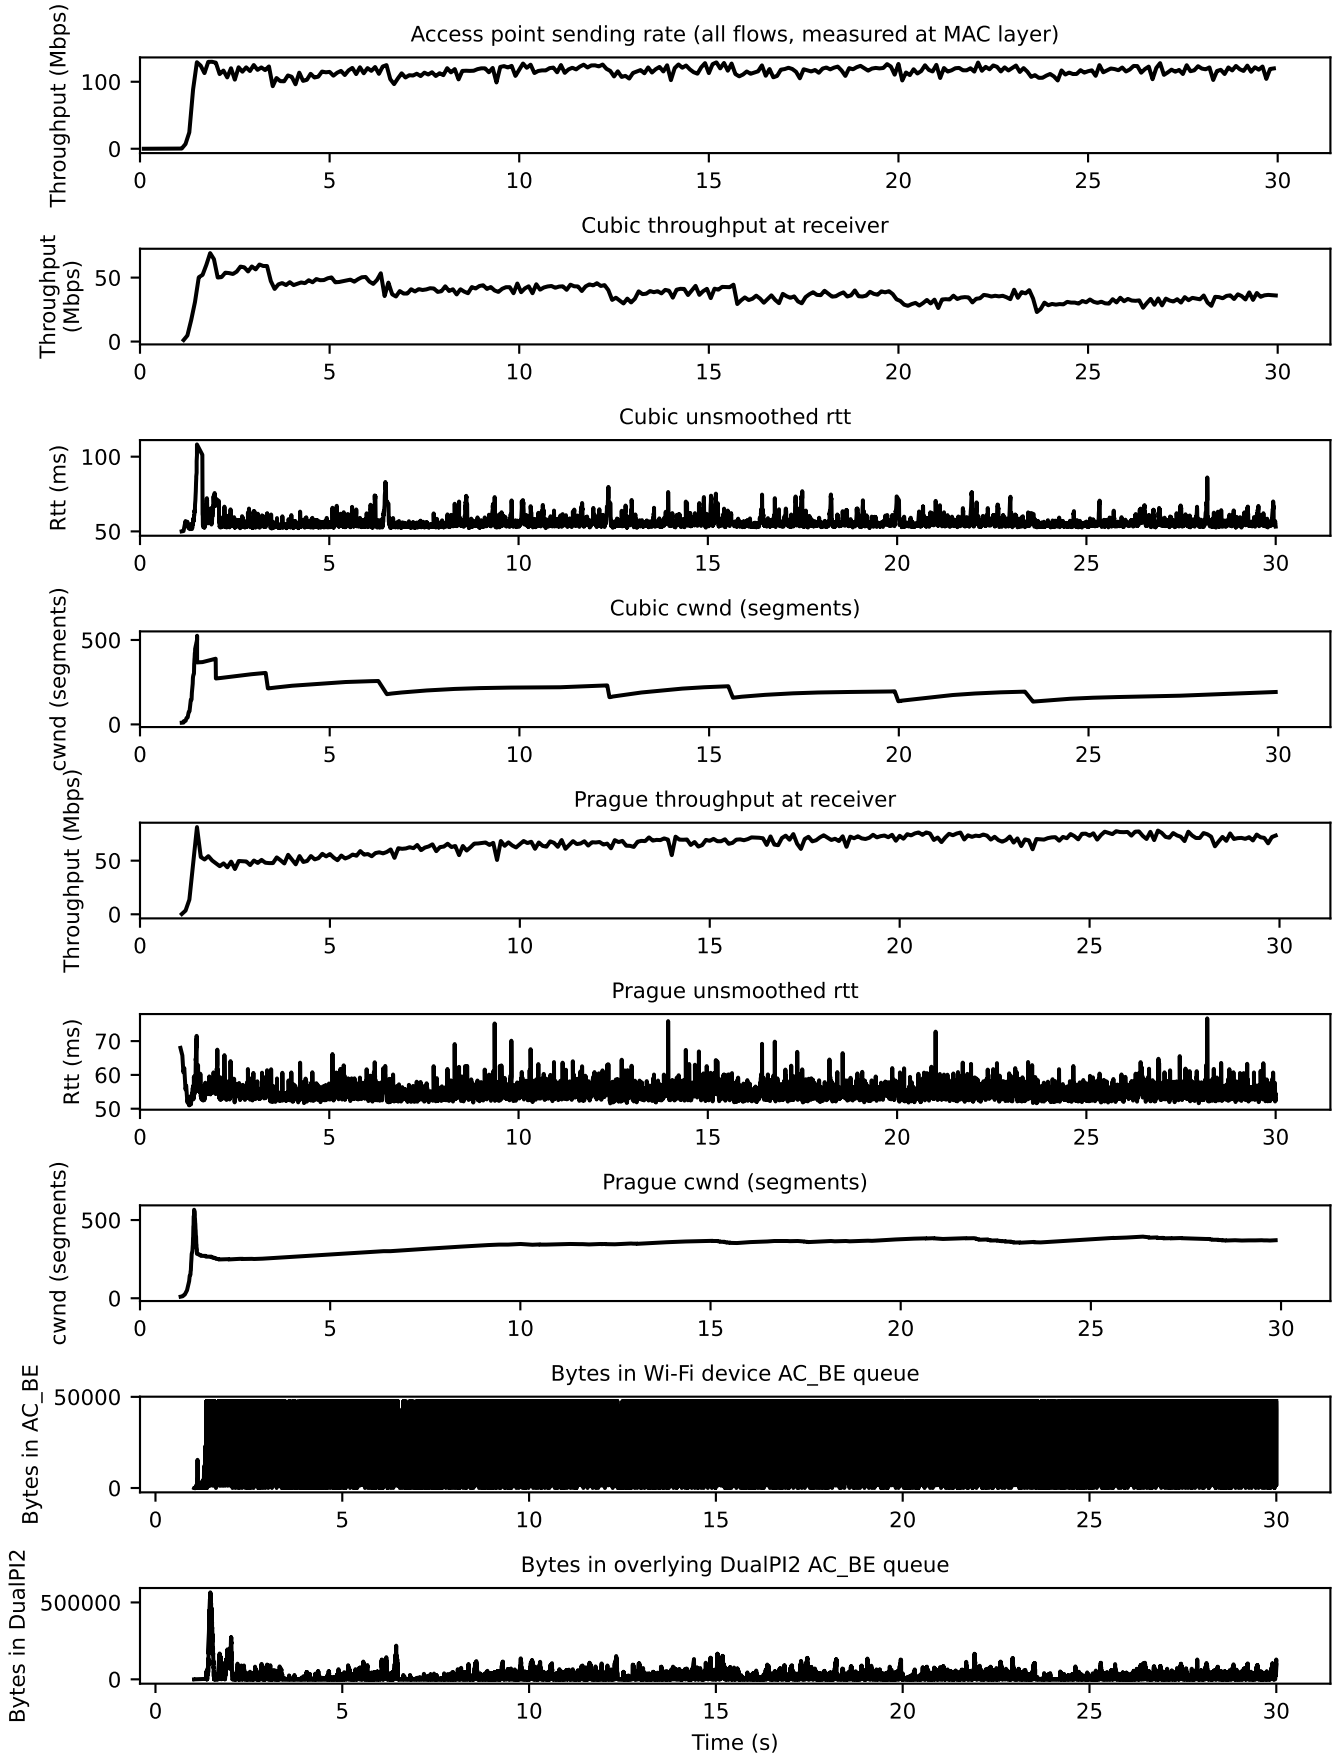 Access point sending rate (all flows, measured at MAC layer)
Throughput (Mbps)
100
0
0 5 10 15 20 25 30
Cubic throughput at receiver
Throughput
(Mbps)
50
0
0 5 10 15 20 25 30
Cubic unsmoothed rtt
Rtt (ms)
100
50
0 5 10 15 20 25 30
Cubic cwnd (segments)
cwnd (segments)
500
0
0 5 10 15 20 25 30
Prague throughput at receiver
Throughput (Mbps)
50
0
0 5 10 15 20 25 30
Prague unsmoothed rtt
Rtt (ms)
70
60
50
0 5 10 15 20 25 30
Prague cwnd (segments)
cwnd (segments)
500
0
0 5 10 15 20 25 30
Bytes in Wi-Fi device AC_BE queue
Bytes in AC_BE
50000
0
0 5 10 15 20 25 30
Bytes in overlying DualPI2 AC_BE queue
Bytes in DualPI2
500000
0
0 5 10 15 20 25 30
Time (s)